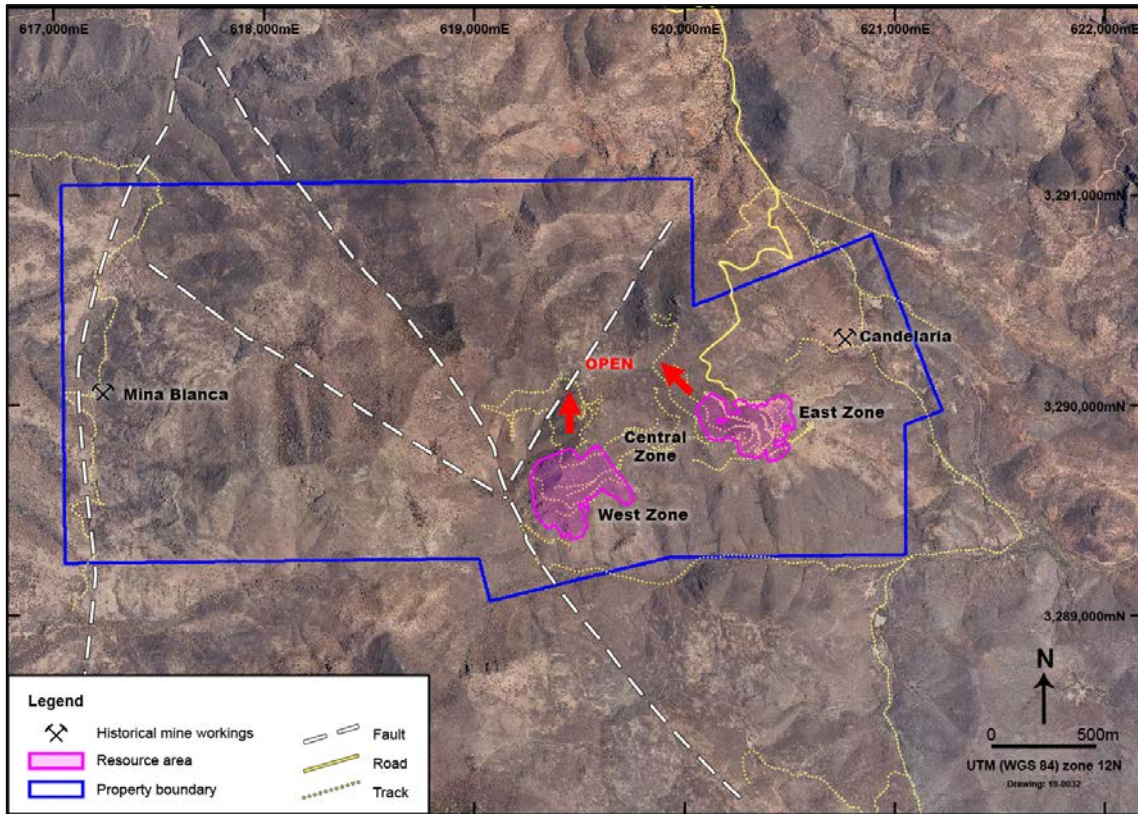 617,000mE
618,000mE
619,000mE
620,000mE
621,000mE
622,000mE
3,291,000mN
Candelaria
OPEN
Mina Blanca
3,290,000mN
East Zone
Central
Zone
West Zone
3,289,000mN
N
0 500m
UTM (WGS 84) zone 12N
Drawing: 19-0032
Legend
Historical mine workings
Resource area
Property boundary
Fault
Road
Track